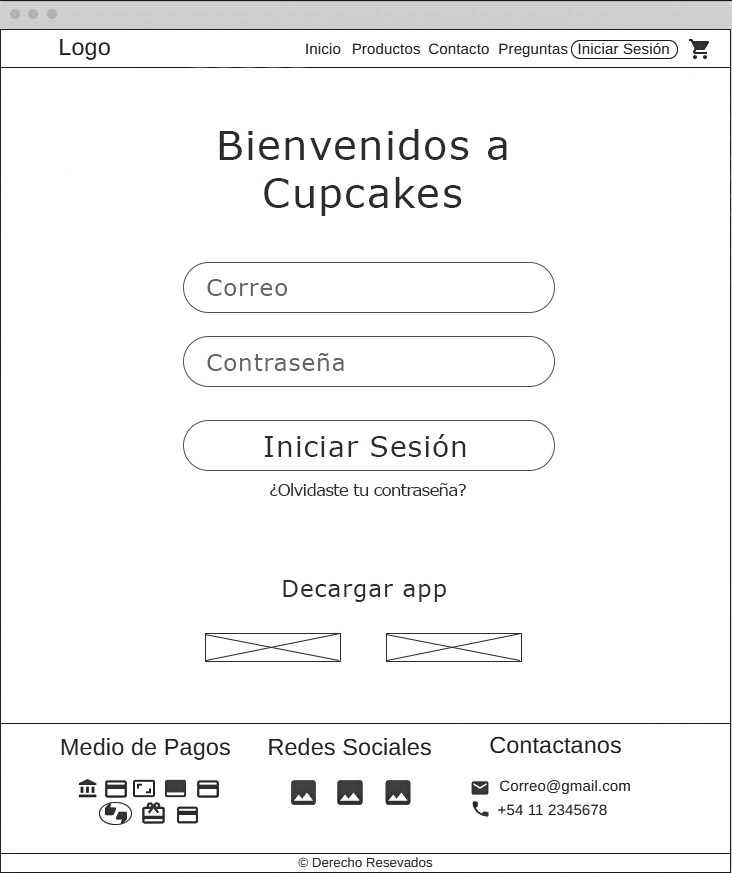 Logo
Inicio Productos Contacto Preguntas Iniciar Sesión
Bienvenidos a
Cupcakes
Correo
Contraseña
Iniciar Sesión
¿Olvidaste tu contraseña?
Decargar app
Medio de Pagos
Redes Sociales
Contactanos
Correo@gmail.com
+54 11 2345678
© Derecho Resevados